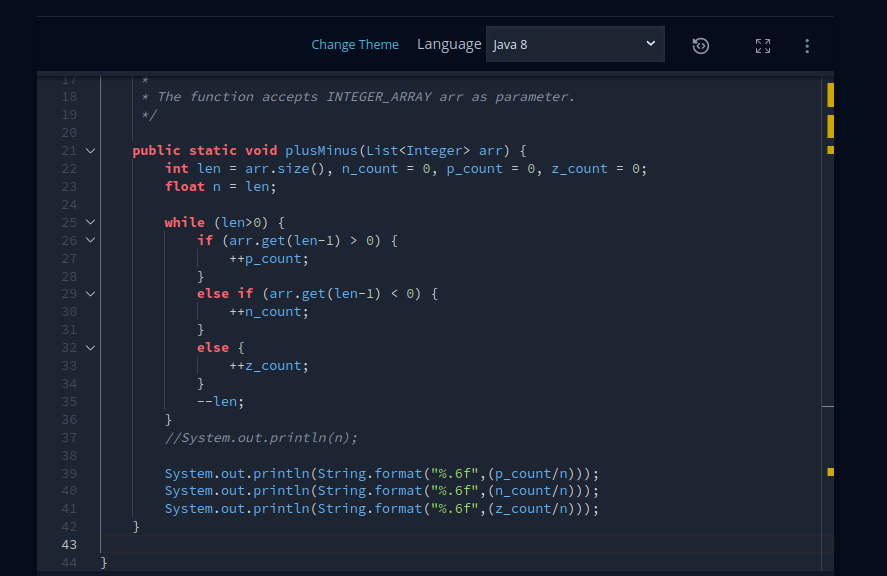 Change Theme Language Java 8
17 *
18 * The function accepts INTEGER_ARRAY arr as parameter.
19 */
20
21 public static void plusMinus(List<Integer> arr) {
22 int len = arr.size(), n_count = 0, p_count = 0, z_count = 0;
23 float n = len;
24
25 while (len>0) {
26 if (arr.get(len-1) > 0) {
27 ++p_count;
28 }
29 else if (arr.get(len-1) < 0) {
30 ++n_count;
31 }
32 else {
33 ++z_count;
34 }
35 --len;
36 }
37 //System.out.println(n);
38
39 System.out.println(String.format("%.6f",(p_count/n)));
40 System.out.println(String.format("%.6f",(n_count/n)));
41 System.out.println(String.format("%.6f",(z_count/n)));
42 }
43
44 }